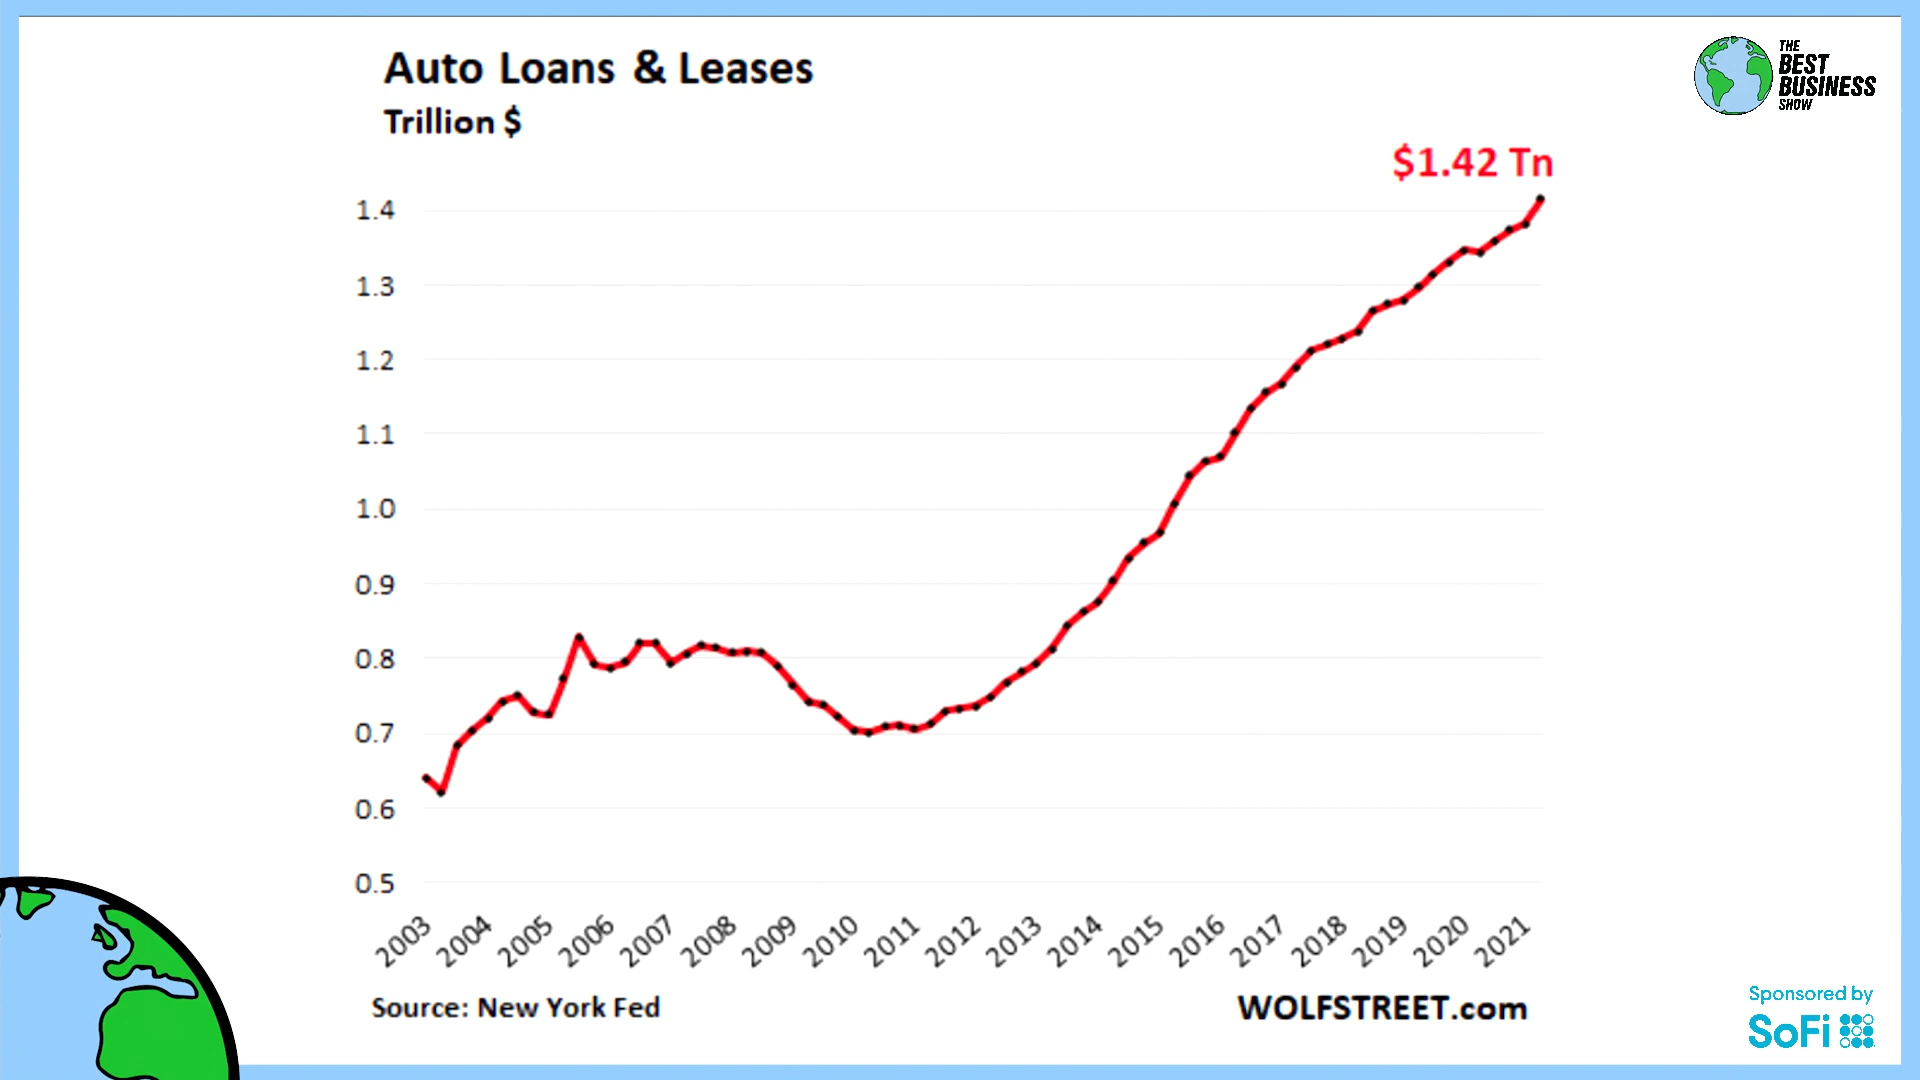 Auto Loans & Leases
Trillion $
THE
BEST
BUSINESS
SHOW
$1.42 Tn
1.4
1.3
1.2
1.1
1.0
0.9
0.8
0.7
0.6
0.5
2003 2004 2005 2006 2007 2008 2009 2010 2011 2012 2013 2014 2015 2016 2017 2018 2019 2020 2021
Source: New York Fed
WOLFSTREET.com
Sponsored by
SoFi